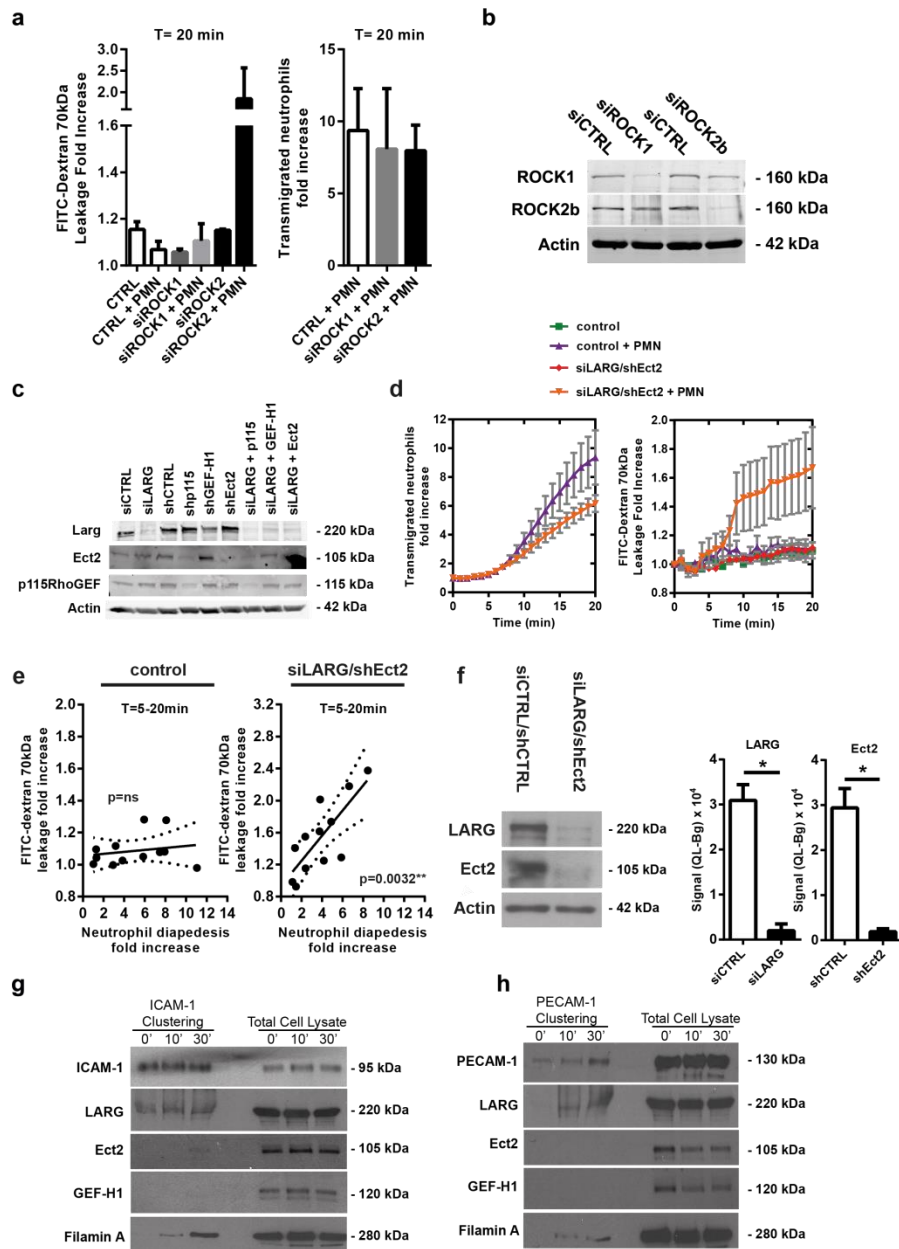 a
T= 20 min
FITC-Dextran 70kDa
Leakage Fold Increase
3.0
2.5
2.0
1.5
1.6
1.4
1.2
1.0
CTRL
CTRL + PMN
siROCK1
siROCK1 + PMN
siROCK2
siROCK2 + PMN
T= 20 min
Transmigrated neutrophils
fold increase
15
10
5
0
CTRL + PMN
siROCK1 + PMN
siROCK2 + PMN
b
siCTRL
siROCK1
siCTRL
siROCK2b
ROCK1
- 160 kDa
ROCK2b
- 160 kDa
Actin
- 42 kDa
control
control + PMN
siLARG/shEct2
siLARG/shEct2 + PMN
c
siCTRL
siLARG
shCTRL
shp115
shGEF-H1
shEct2
siLARG + p115
siLARG + GEF-H1
siLARG + Ect2
Larg
- 220 kDa
Ect2
- 105 kDa
p115RhoGEF
- 115 kDa
Actin
- 42 kDa
d
Transmigrated neutrophils
fold increase
12
10
8
6
4
2
0
0 5 10 15 20
Time (min)
FITC-Dextran 70kDa
Leakage Fold Increase
2.0
1.8
1.6
1.4
1.2
1.0
0.8
0 5 10 15 20
Time (min)
e
control
T=5-20min
FITC-dextran 70kDa
leakage fold increase
2.0
1.8
1.6
1.4
1.2
1.0
0.8
p=ns
0 2 4 6 8 10 12 14
Neutrophil diapedesis
fold increase
siLARG/shEct2
T=5-20min
FITC-dextran 70kDa
leakage fold increase
2.8
2.4
2.0
1.6
1.2
0.8
p=0.0032**
0 2 4 6 8 10 12 14
Neutrophil diapedesis
fold increase
f
siCTRL/shCTRL
siLARG/shEct2
LARG
- 220 kDa
Ect2
- 105 kDa
Actin
- 42 kDa
LARG
*
Signal (QL-Bg) x 10⁴
4
3
2
1
0
siCTRL
siLARG
Ect2
*
Signal (QL-Bg) x 10⁴
4
3
2
1
0
shCTRL
shEct2
g
ICAM-1
Clustering
Total Cell Lysate
0' 10' 30' 0' 10' 30'
ICAM-1
- 95 kDa
LARG
- 220 kDa
Ect2
- 105 kDa
GEF-H1
- 120 kDa
Filamin A
- 280 kDa
h
PECAM-1
Clustering
Total Cell Lysate
0' 10' 30' 0' 10' 30'
PECAM-1
- 130 kDa
LARG
- 220 kDa
Ect2
- 105 kDa
GEF-H1
- 120 kDa
Filamin A
- 280 kDa